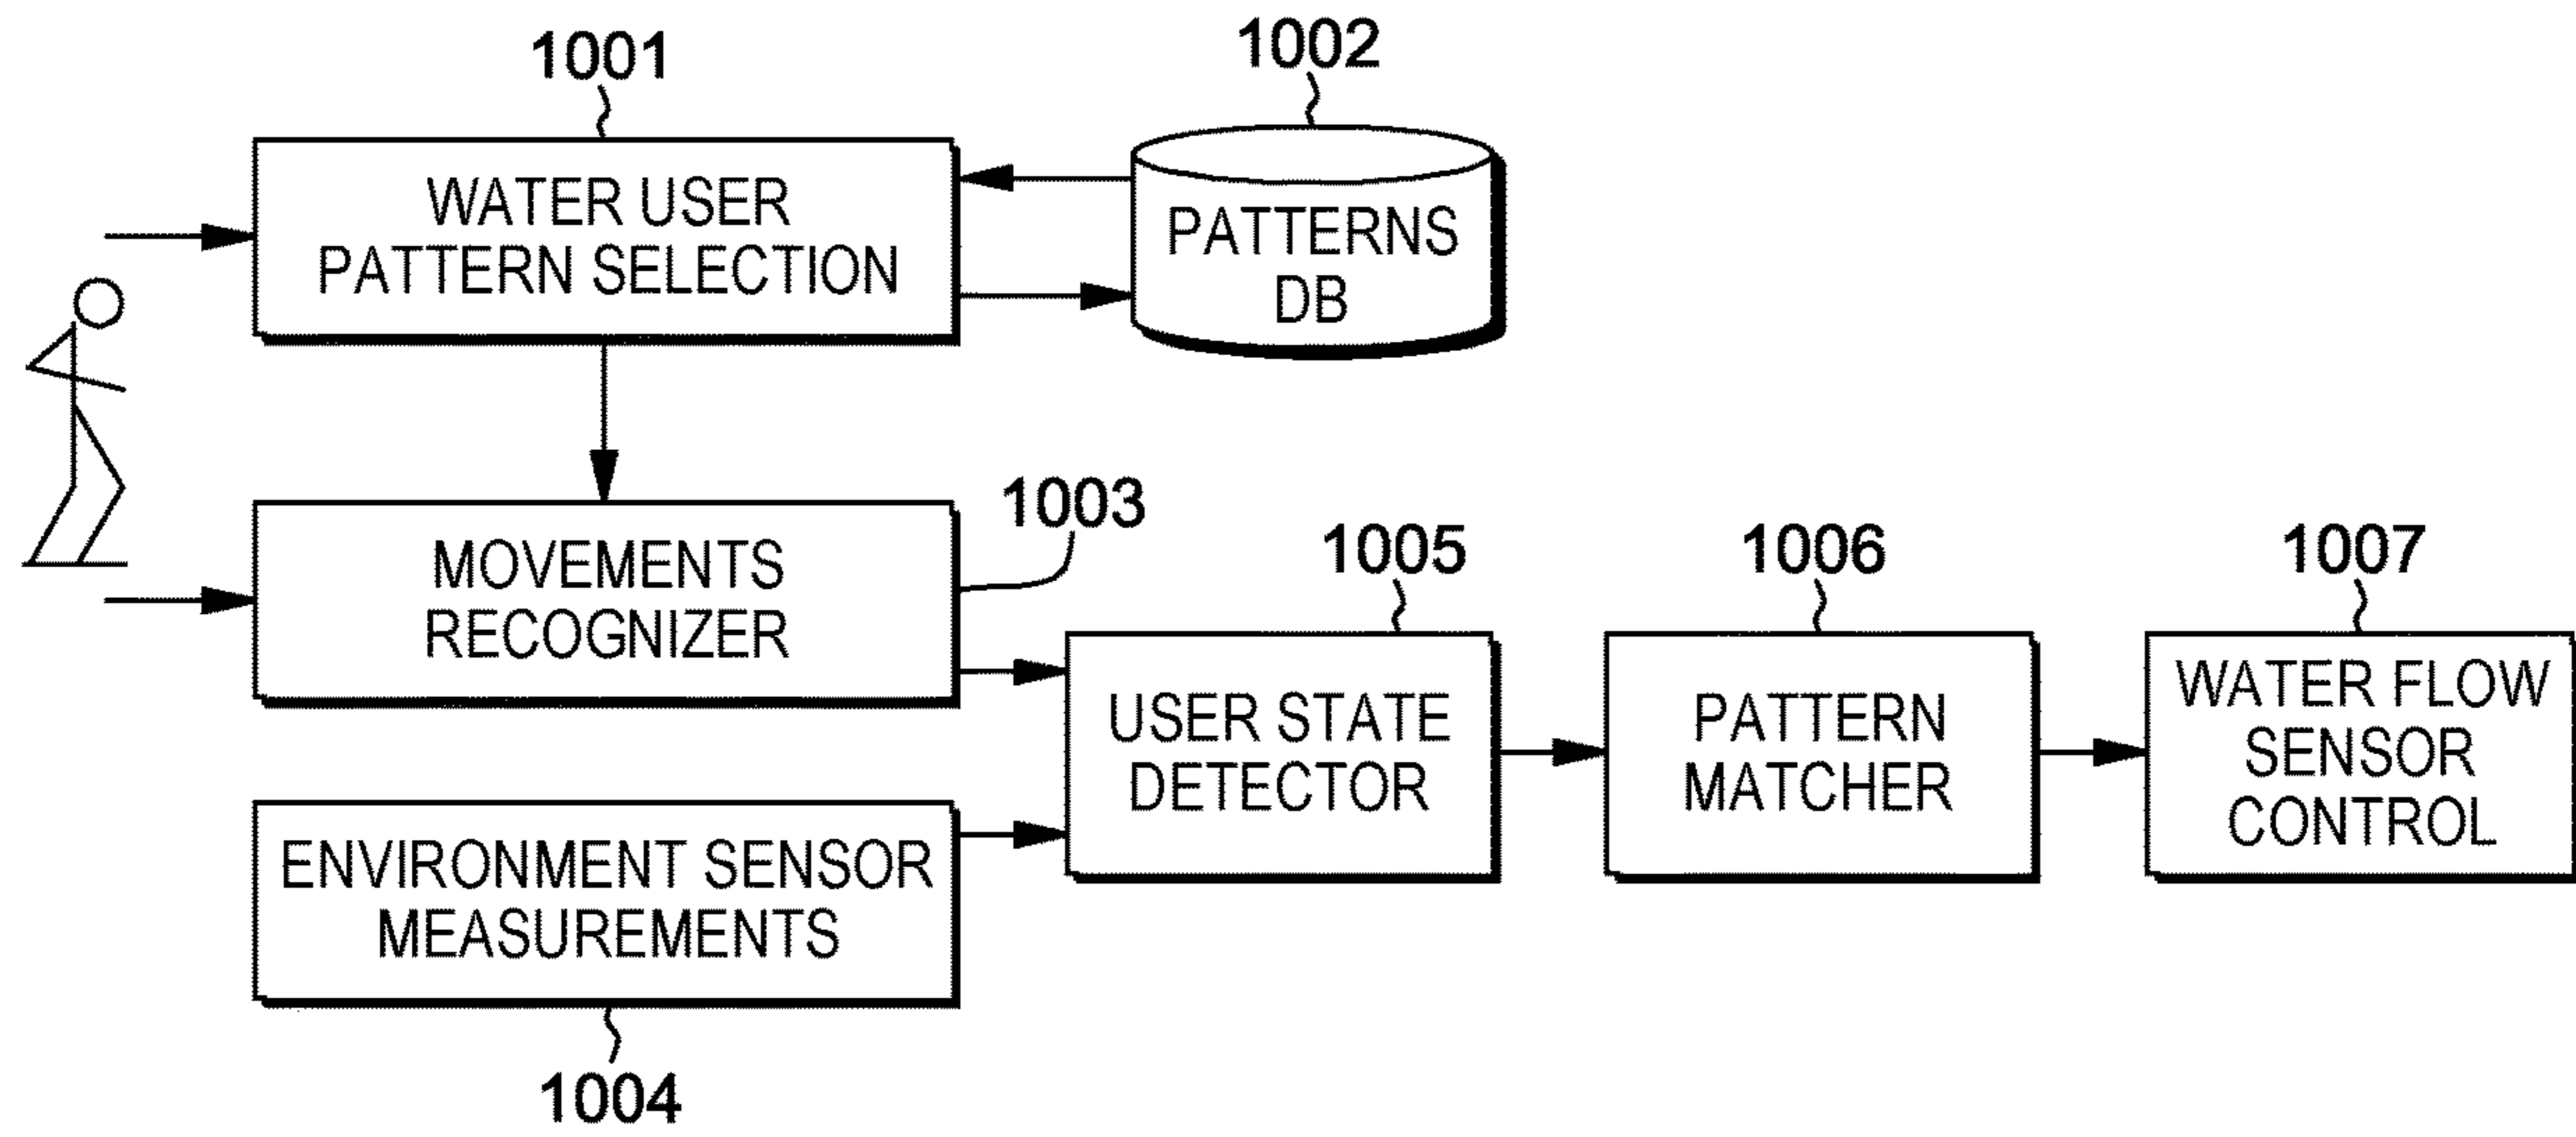 1001
1002
WATER USER
PATTERN SELECTION
PATTERNS
DB
1003
MOVEMENTS
RECOGNIZER
1005
1006
1007
USER STATE
DETECTOR
PATTERN
MATCHER
WATER FLOW
SENSOR
CONTROL
ENVIRONMENT SENSOR
MEASUREMENTS
1004